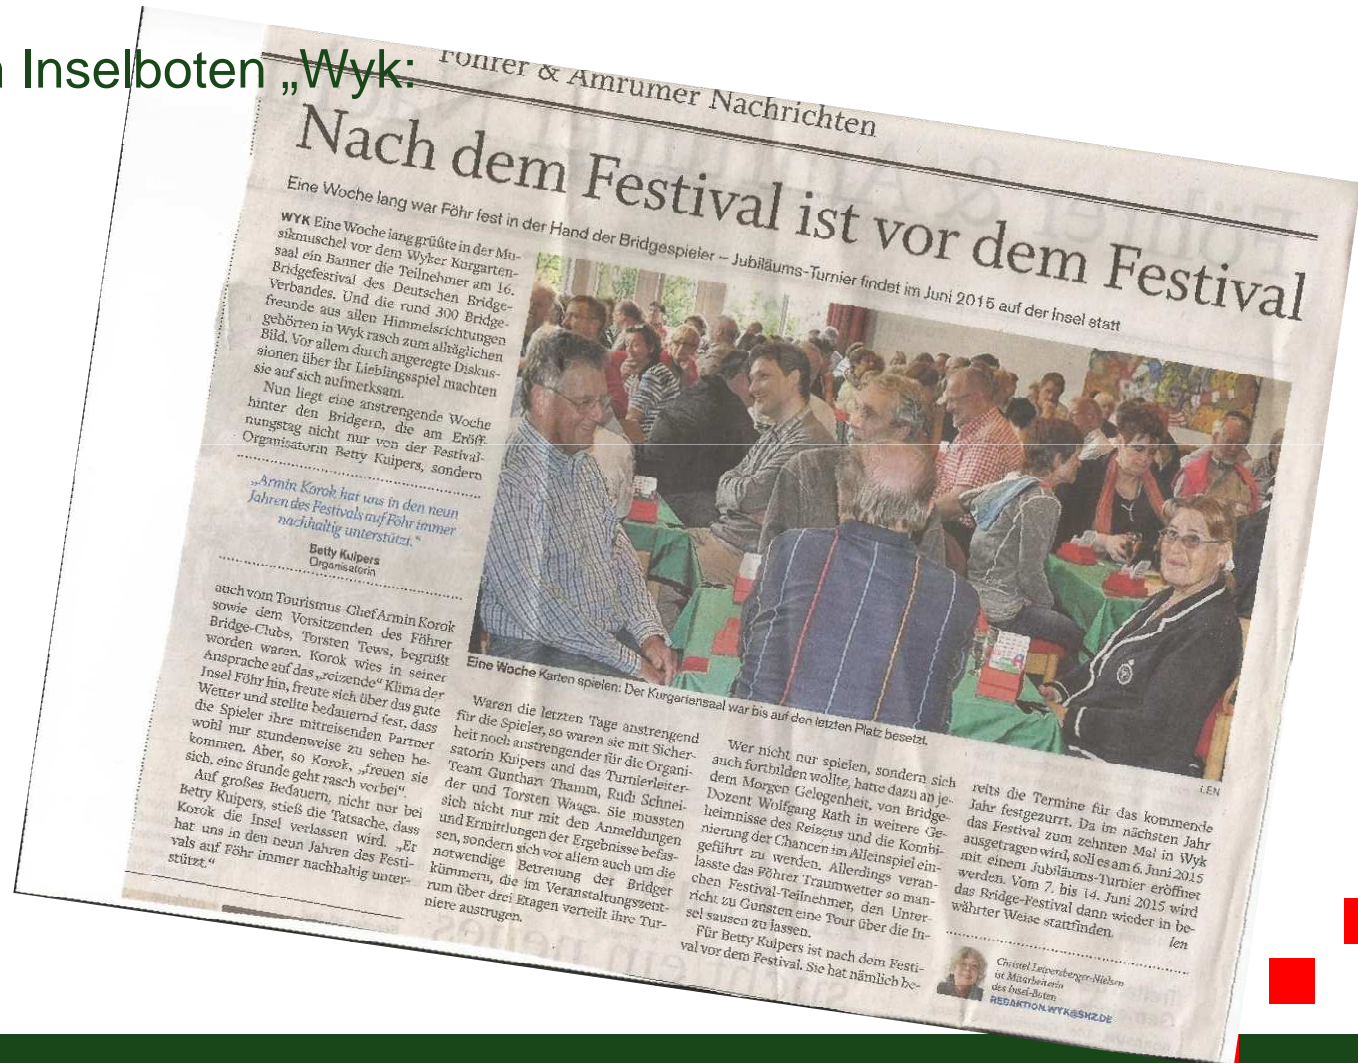 Inselboten „Wyk:
Föhrer & Amrumer Nachrichten
Nach dem Festival ist vor dem Festival
Eine Woche lang war Föhr fest in der Hand der Bridgespieler – Jubiläums-Turnier findet im Juni 2015 auf der Insel statt
WYK Eine Woche lang grüßte in der Mu-
sikmuschel vor dem Wyker Kurgarten-
saal ein Banner die Teilnehmer am 16.
Bridgefestival des Deutschen Bridge-
Verbandes. Und die rund 300 Bridge-
freunde aus allen Himmelsrichtungen
gehörten in Wyk rasch zum alltäglichen
Bild. Vor allem durch angeregte Diskus-
sionen über ihr Lieblingsspiel machten
sie auf sich aufmerksam.
Nun liegt eine anstrengende Woche
hinter den Bridgern, die am Eröff-
nungstag nicht nur von der Festival-
Organisatorin Betty Kuipers, sondern
„Armin Korok hat uns in den neun
Jahren des Festivals auf Föhr immer
nachhaltig unterstützt.“
Betty Kuipers
Organisatorin
auch vom Tourismus-Chef Armin Korok
sowie dem Vorsitzenden des Föhrer
Bridge-Clubs, Torsten Tews, begrüßt
worden waren. Korok wies in seiner
Ansprache auf das „reizende“ Klima der
Insel Föhr hin, freute sich über das gute
Wetter und stellte bedauernd fest, dass
die Spieler ihre mitreisenden Partner
wohl nur stundenweise zu sehen be-
kommen. Aber, so Korok, „freuen sie
sich, eine Stunde geht rasch vorbei“.
Auf großes Bedauern, nicht nur bei
Betty Kuipers, stieß die Tatsache, dass
Korok die Insel verlassen wird. „Er
hat uns in den neun Jahren des Festi-
vals auf Föhr immer nachhaltig unter-
stützt.“
Eine Woche Karten spielen: Der Kurgartensaal war bis auf den letzten Platz besetzt.
LEN
Waren die letzten Tage anstrengend
für die Spieler, so waren sie mit Sicher-
heit noch anstrengender für die Organi-
satorin Kuipers und das Turnierleiter-
Team Gunthart Thamm, Rudi Schnei-
der und Torsten Waaga. Sie mussten
sich nicht nur mit den Anmeldungen
und Ermittlungen der Ergebnisse befas-
sen, sondern sich vor allem auch um die
notwendige Betreuung der Bridger
kümmern, die im Veranstaltungszent-
rum über drei Etagen verteilt ihre Tur-
niere austrugen.
Wer nicht nur spielen, sondern sich
auch fortbilden wollte, hatte dazu an je-
dem Morgen Gelegenheit, von Bridge-
Dozent Wolfgang Rath in weitere Ge-
heimnisse des Reizens und die Kombi-
nierung der Chancen im Alleinspiel ein-
geführt zu werden. Allerdings veran-
lasste das Föhrer Traumwetter so man-
chen Festival-Teilnehmer, den Unter-
richt zu Gunsten eine Tour über die In-
sel sausen zu lassen.
Für Betty Kuipers ist nach dem Festi-
val vor dem Festival. Sie hat nämlich be-
reits die Termine für das kommende
Jahr festgezurrt. Da im nächsten Jahr
das Festival zum zehnten Mal in Wyk
ausgetragen wird, soll es am 6. Juni 2015
mit einem Jubiläums-Turnier eröffnet
werden. Vom 7. bis 14. Juni 2015 wird
das Bridge-Festival dann wieder in be-
währter Weise stattfinden.
len
Christel Leipersberger-Nielsen
ist Mitarbeiterin
des Insel-Boten
REDAKTION.WYK@SHZ.DE